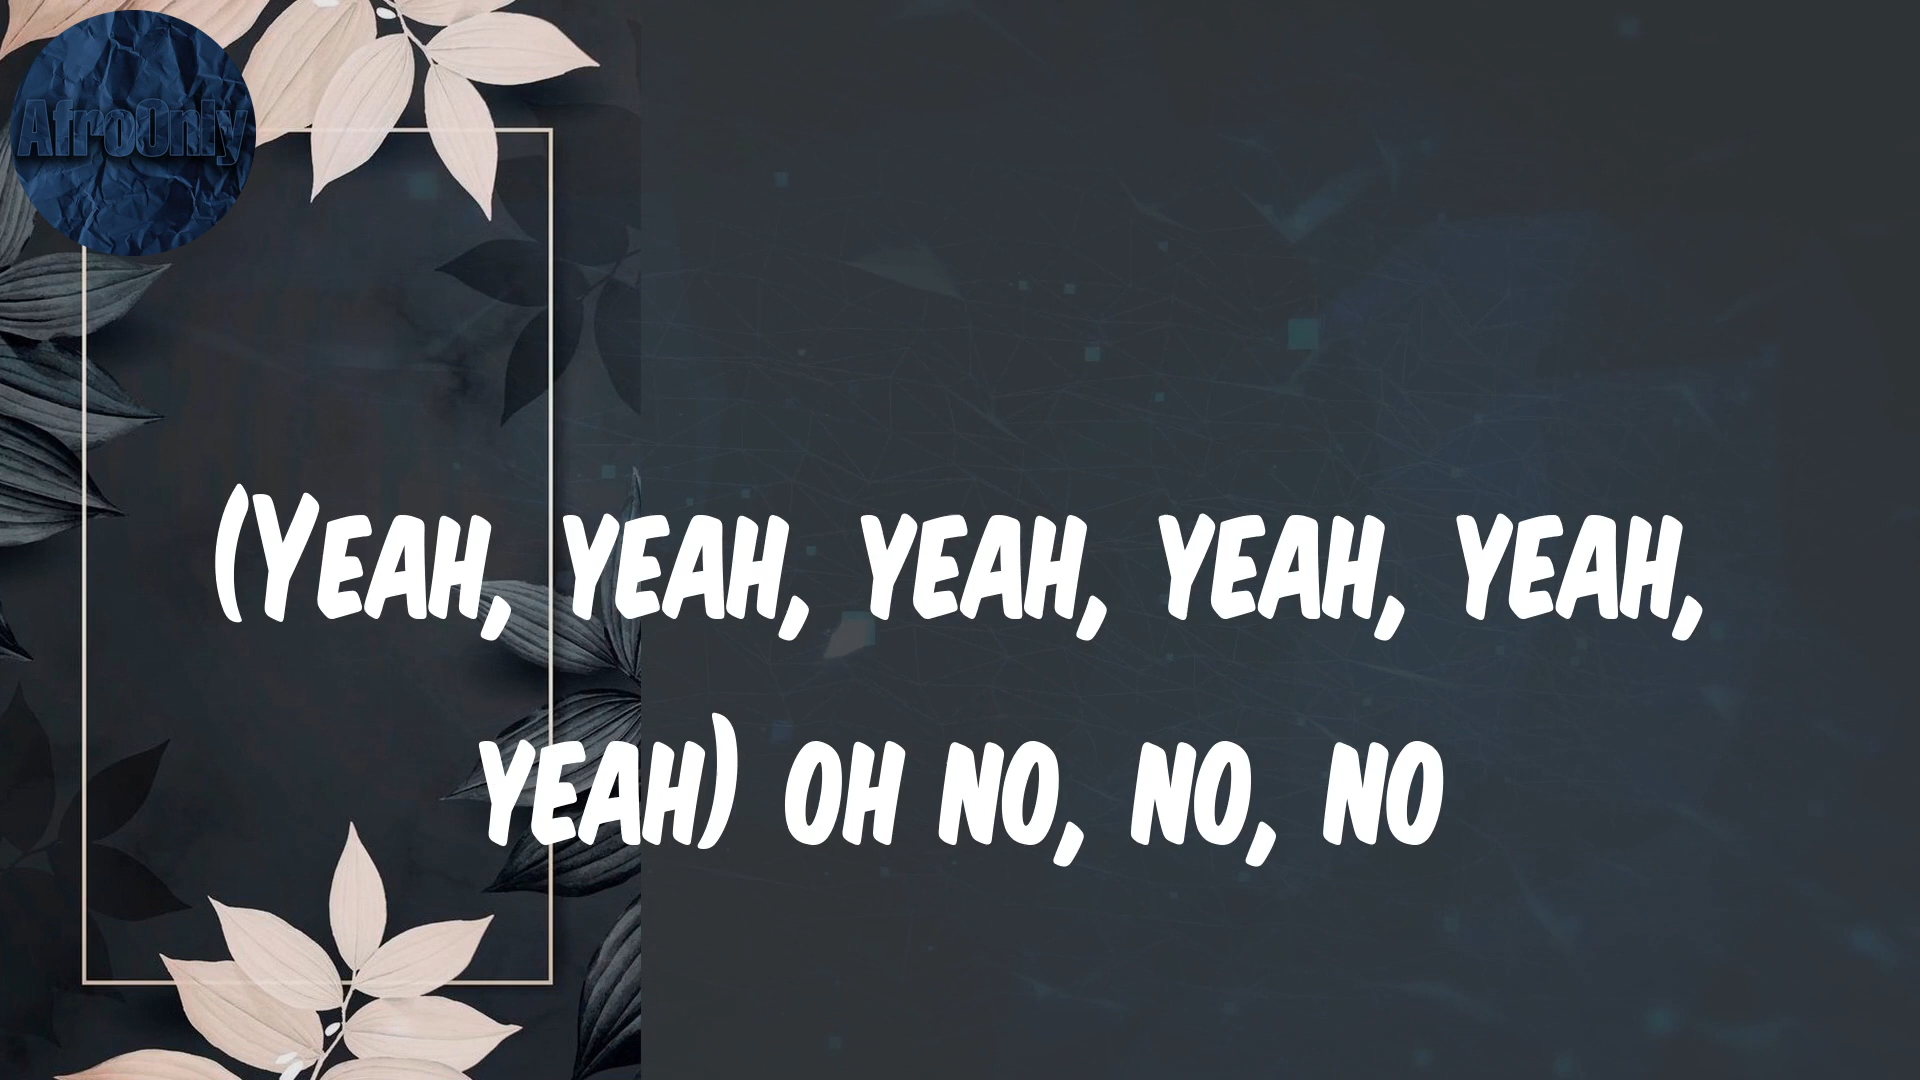 AfroOnly
(Yeah, yeah, yeah, yeah, yeah,
yeah) oh no, no, no